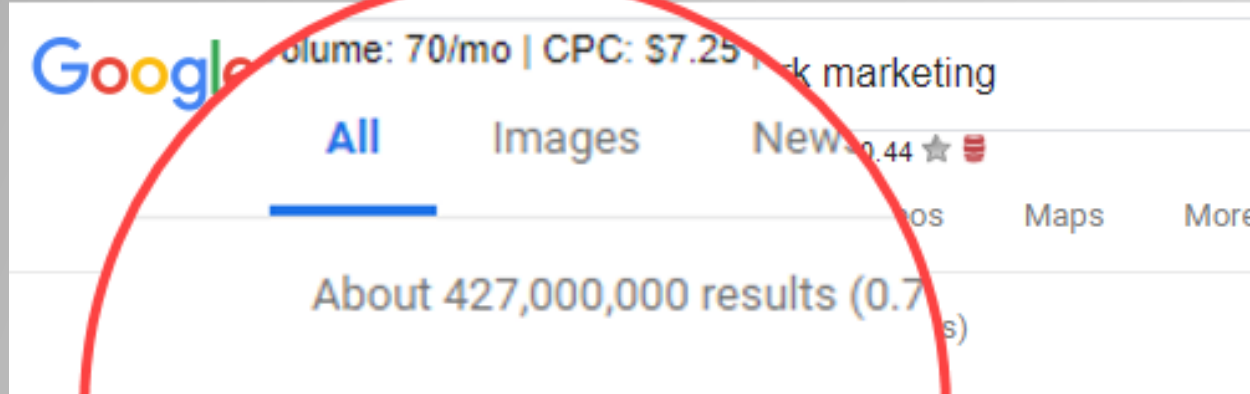 Google
olume: 70/mo | CPC: $7.25 |
rk marketing
All Images News
0.44
os Maps More
About 427,000,000 results (0.7
s)